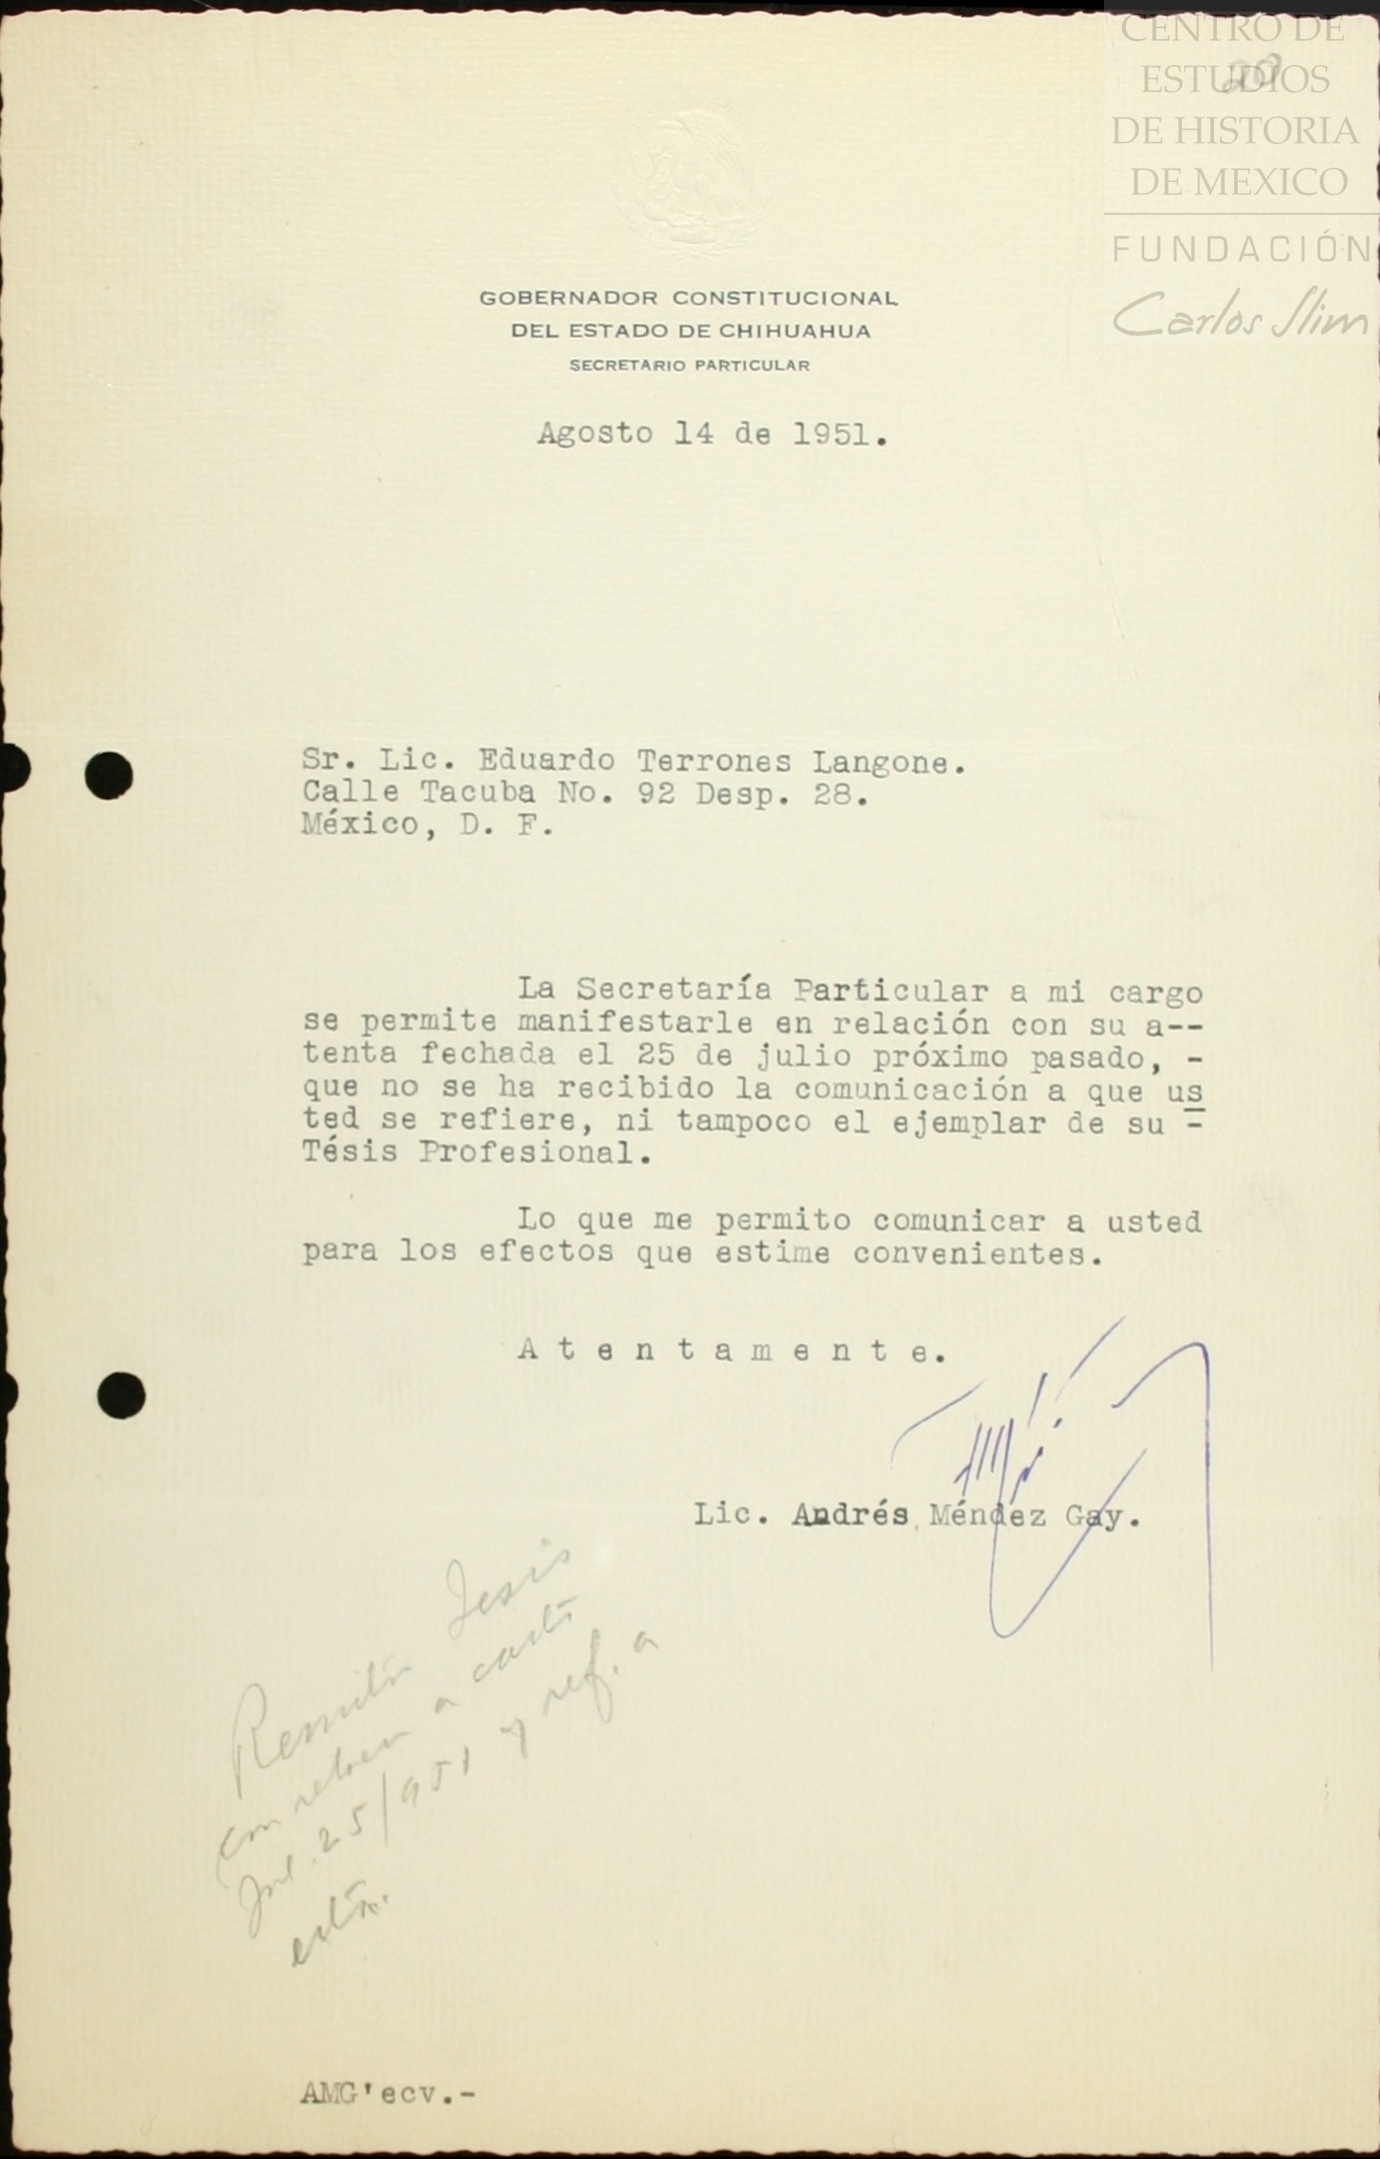 CENTRO DE
ESTUDIOS
DE HISTORIA
DE MEXICO
FUNDACIÓN
Carlos Slim
20
GOBERNADOR CONSTITUCIONAL
DEL ESTADO DE CHIHUAHUA
SECRETARIO PARTICULAR
Agosto 14 de 1951.
Sr. Lic. Eduardo Terrones Langone.
Calle Tacuba No. 92 Desp. 28.
México, D. F.
La Secretaría Particular a mi cargo
se permite manifestarle en relación con su a--
tenta fechada el 25 de julio próximo pasado, -
que no se ha recibido la comunicación a que us
ted se refiere, ni tampoco el ejemplar de su -
Tésis Profesional.
Lo que me permito comunicar a usted
para los efectos que estime convenientes.
A t e n t a m e n t e.
Lic. Andrés Méndez Gay.
Tesis
con a carta
Jul. 25/951 y ref. a
esta.
AMG'ecv.-